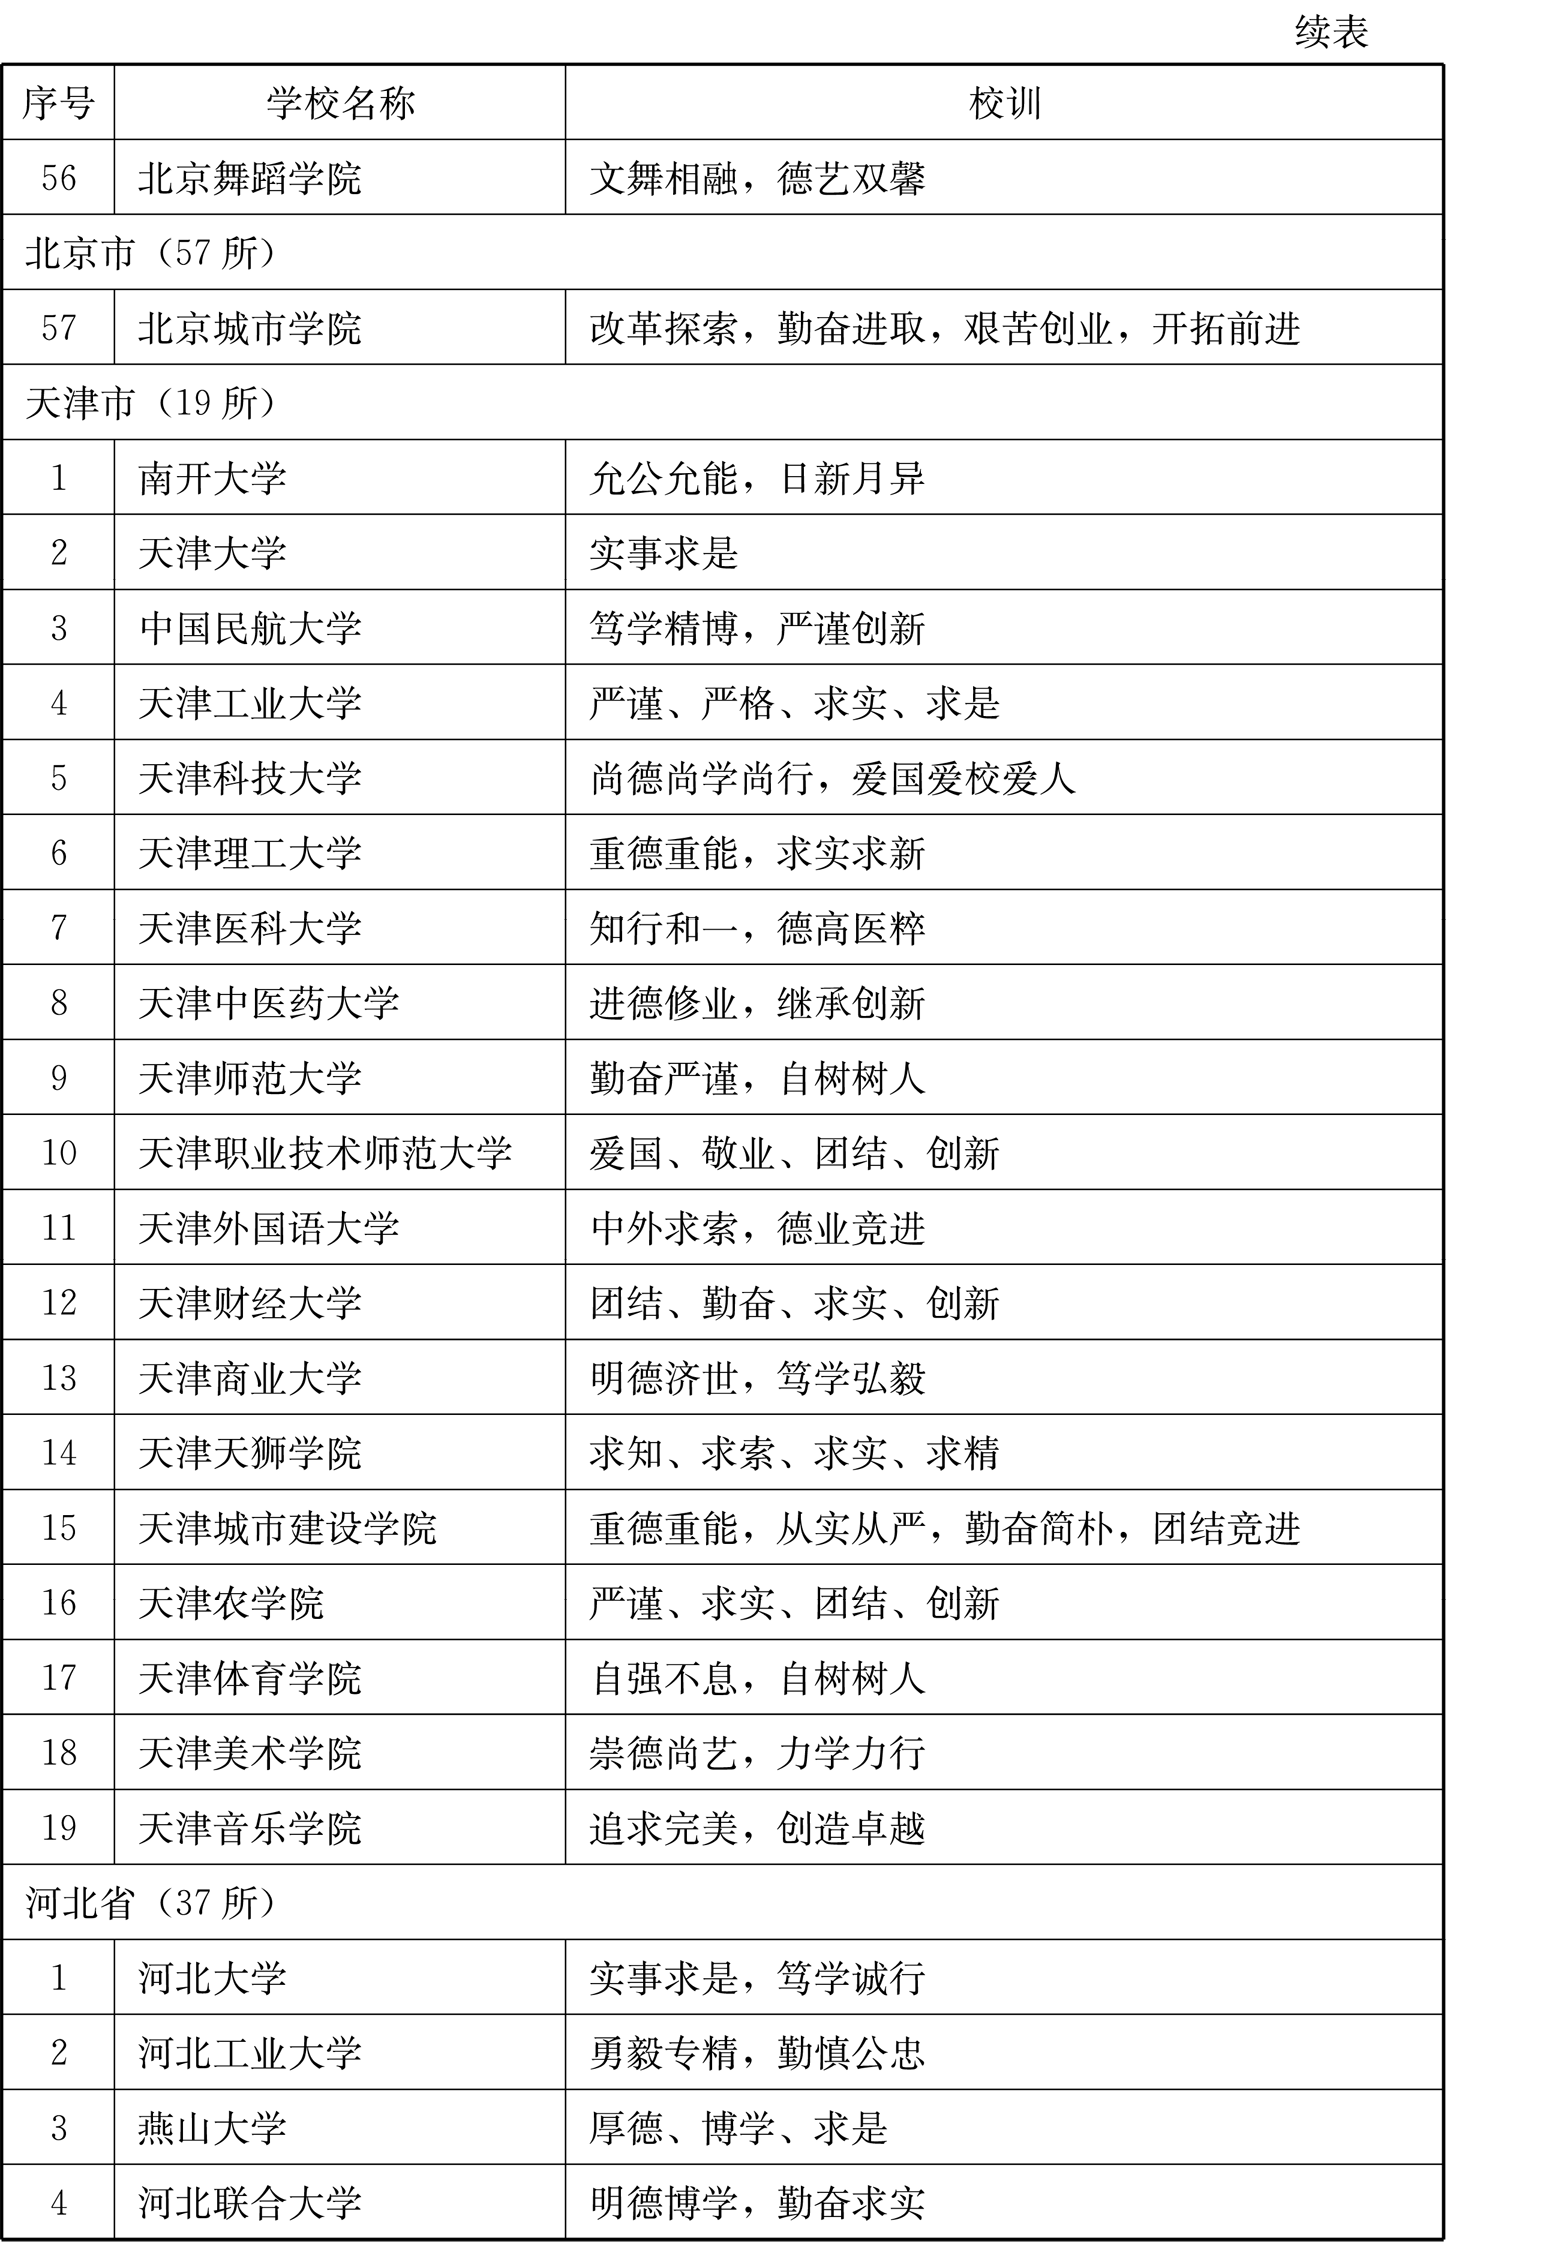 续表
序号 学校名称 校训
56 北京舞蹈学院 文舞相融，德艺双馨
北京市（57 所）
57 北京城市学院 改革探索，勤奋进取，艰苦创业，开拓前进
天津市（19 所）
1 南开大学 允公允能，日新月异
2 天津大学 实事求是
3 中国民航大学 笃学精博，严谨创新
4 天津工业大学 严谨、严格、求实、求是
5 天津科技大学 尚德尚学尚行，爱国爱校爱人
6 天津理工大学 重德重能，求实求新
7 天津医科大学 知行和一，德高医粹
8 天津中医药大学 进德修业，继承创新
9 天津师范大学 勤奋严谨，自树树人
10 天津职业技术师范大学 爱国、敬业、团结、创新
11 天津外国语大学 中外求索，德业竞进
12 天津财经大学 团结、勤奋、求实、创新
13 天津商业大学 明德济世，笃学弘毅
14 天津天狮学院 求知、求索、求实、求精
15 天津城市建设学院 重德重能，从实从严，勤奋简朴，团结竞进
16 天津农学院 严谨、求实、团结、创新
17 天津体育学院 自强不息，自树树人
18 天津美术学院 崇德尚艺，力学力行
19 天津音乐学院 追求完美，创造卓越
河北省（37 所）
1 河北大学 实事求是，笃学诚行
2 河北工业大学 勇毅专精，勤慎公忠
3 燕山大学 厚德、博学、求是
4 河北联合大学 明德博学，勤奋求实